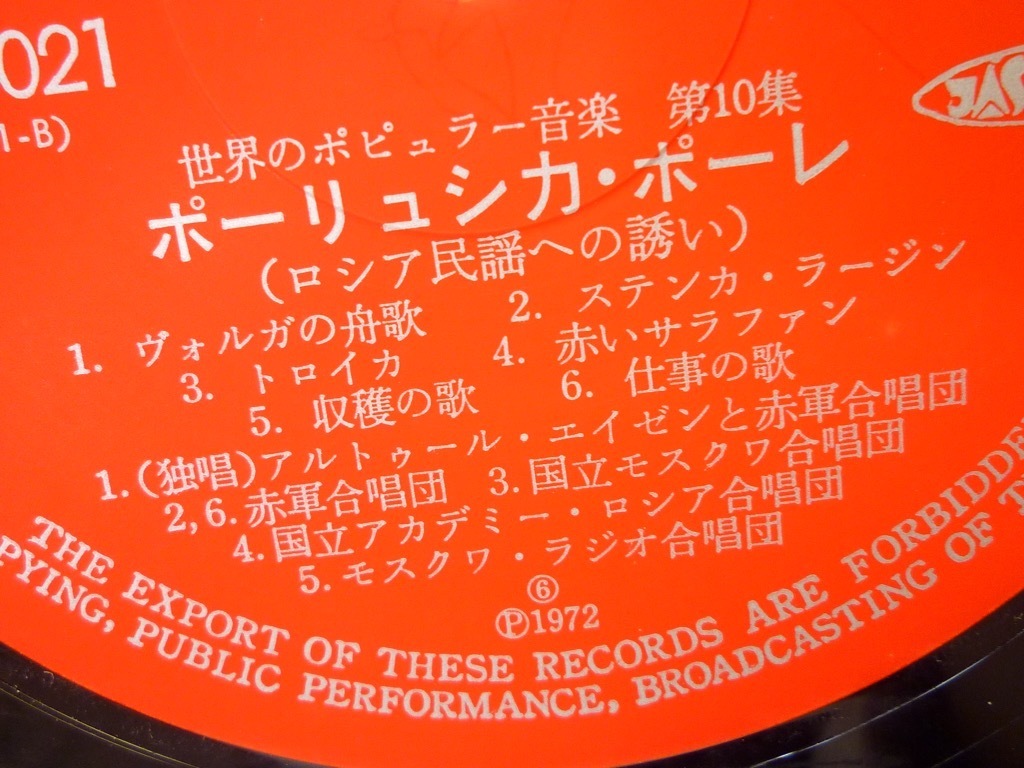 021
1-B)
JAS
世界のポピュラー音楽　第10集
ポーリュシカ・ポーレ
(ロシア民謡への誘い)
1. ヴォルガの舟歌　2. ステンカ・ラージン
3. トロイカ　4. 赤いサラファン
5. 収穫の歌　6. 仕事の歌
1.(独唱)アルトゥール・エイゼンと赤軍合唱団
2,6.赤軍合唱団　3.国立モスクワ合唱団
4.国立アカデミー・ロシア合唱団
5.モスクワ・ラジオ合唱団
⑥
Ⓟ1972
THE EXPORT OF THESE RECORDS ARE FORBIDDE
PYING, PUBLIC PERFORMANCE, BROADCASTING OF T